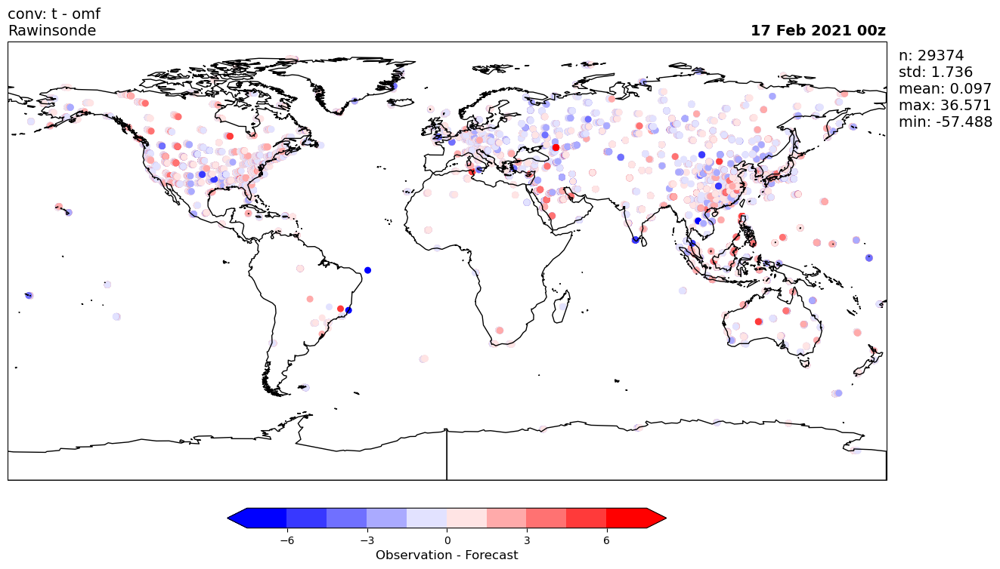 conv: t - omf
Rawinsonde
17 Feb 2021 00z
n: 29374
std: 1.736
mean: 0.097
max: 36.571
min: -57.488
−6 −3 0 3 6
Observation - Forecast